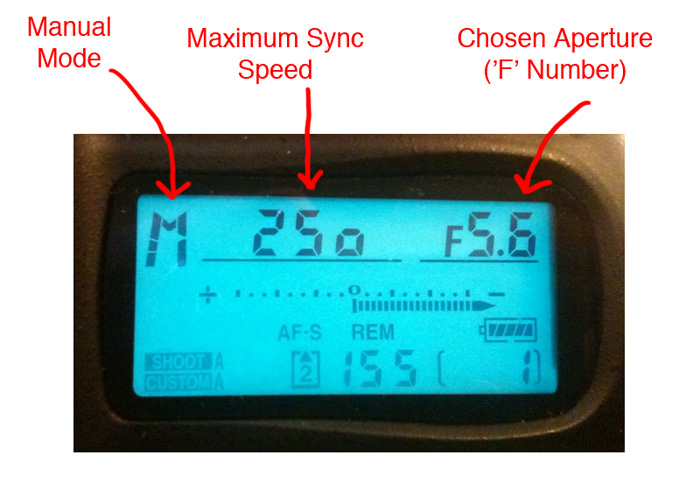 Manual
Mode
Maximum Sync
Speed
Chosen Aperture
('F' Number)
M 250 F5.6
+ 0 -
AF-S REM
SHOOT A
CUSTOM A
2 155 [ 1]